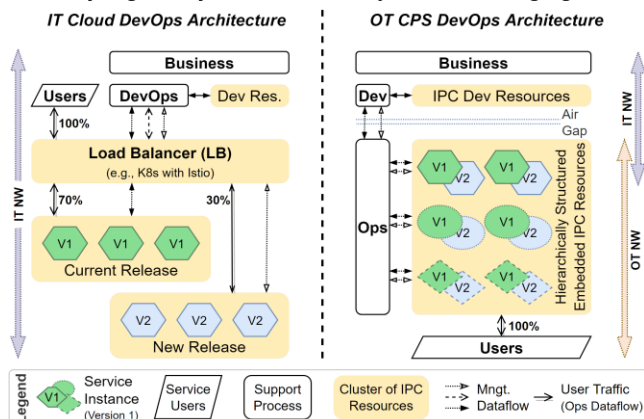 IT Cloud DevOps Architecture
Business
Users
DevOps
Dev Res.
100%
Load Balancer (LB)
(e.g., K8s with Istio)
70%
30%
V1 V1 V1
Current Release
V2 V2 V2
New Release
IT NW
OT CPS DevOps Architecture
Business
Dev
IPC Dev Resources
Air
Gap
Ops
V1 V2 V1 V2
V1 V2 V1 V2
V1 V2 V1 V2
Hierarchically Structured
Embedded IPC Resources
100%
Users
IT NW
OT NW
Legend
V1
Service
Instance
(Version 1)
Service
Users
Support
Process
Cluster of IPC
Resources
Mngt.
Dataflow
User Traffic
(Ops Dataflow)